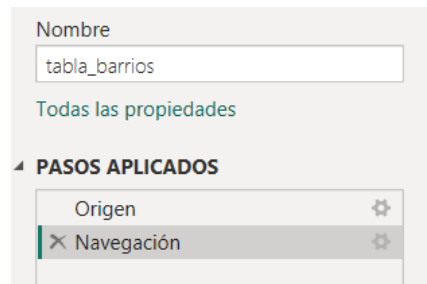 Nombre
tabla_barrios
Todas las propiedades
PASOS APLICADOS
Origen
Navegación